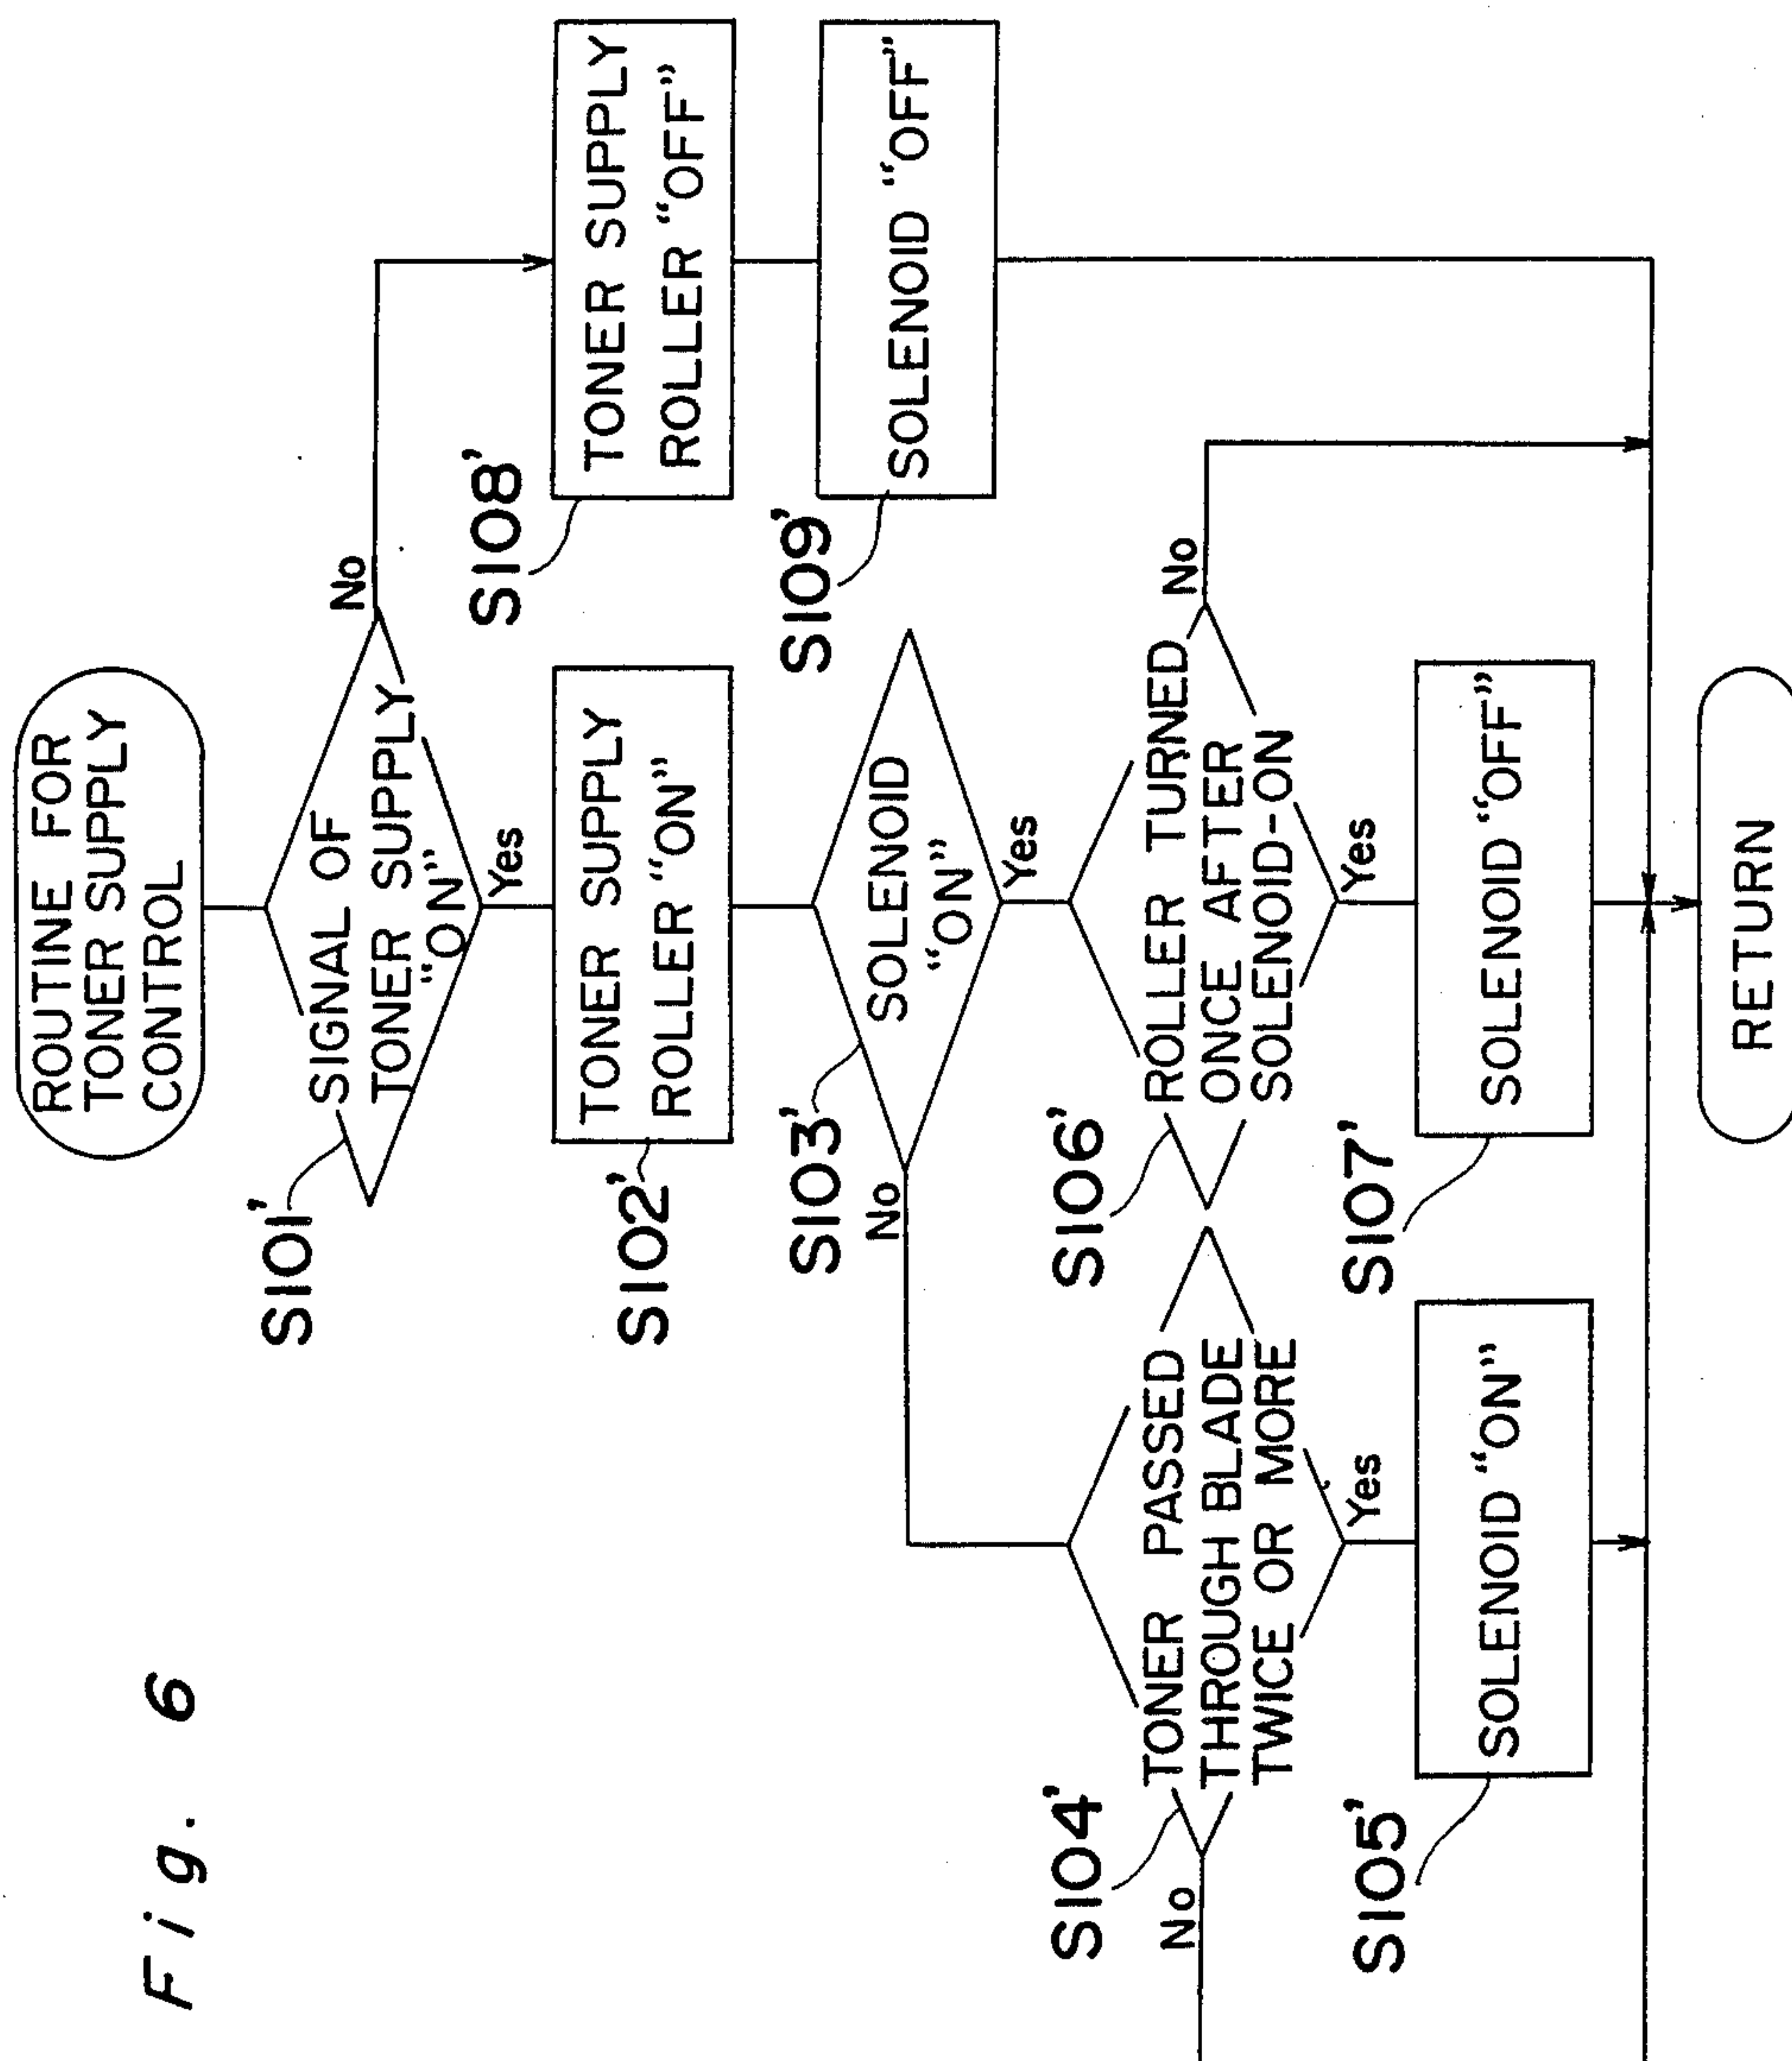 Fig. 6
ROUTINE FOR
TONER SUPPLY
CONTROL
S101'
SIGNAL OF
TONER SUPPLY
"ON"
No
Yes
S102'
TONER SUPPLY
ROLLER "ON"
S108'
TONER SUPPLY
ROLLER "OFF"
S103'
SOLENOID
"ON"
No
Yes
S109'
SOLENOID "OFF"
S104'
TONER PASSED
THROUGH BLADE
TWICE OR MORE
No
Yes
S106'
ROLLER TURNED
ONCE AFTER
SOLENOID-ON
No
Yes
S105'
SOLENOID "ON"
S107'
SOLENOID "OFF"
RETURN